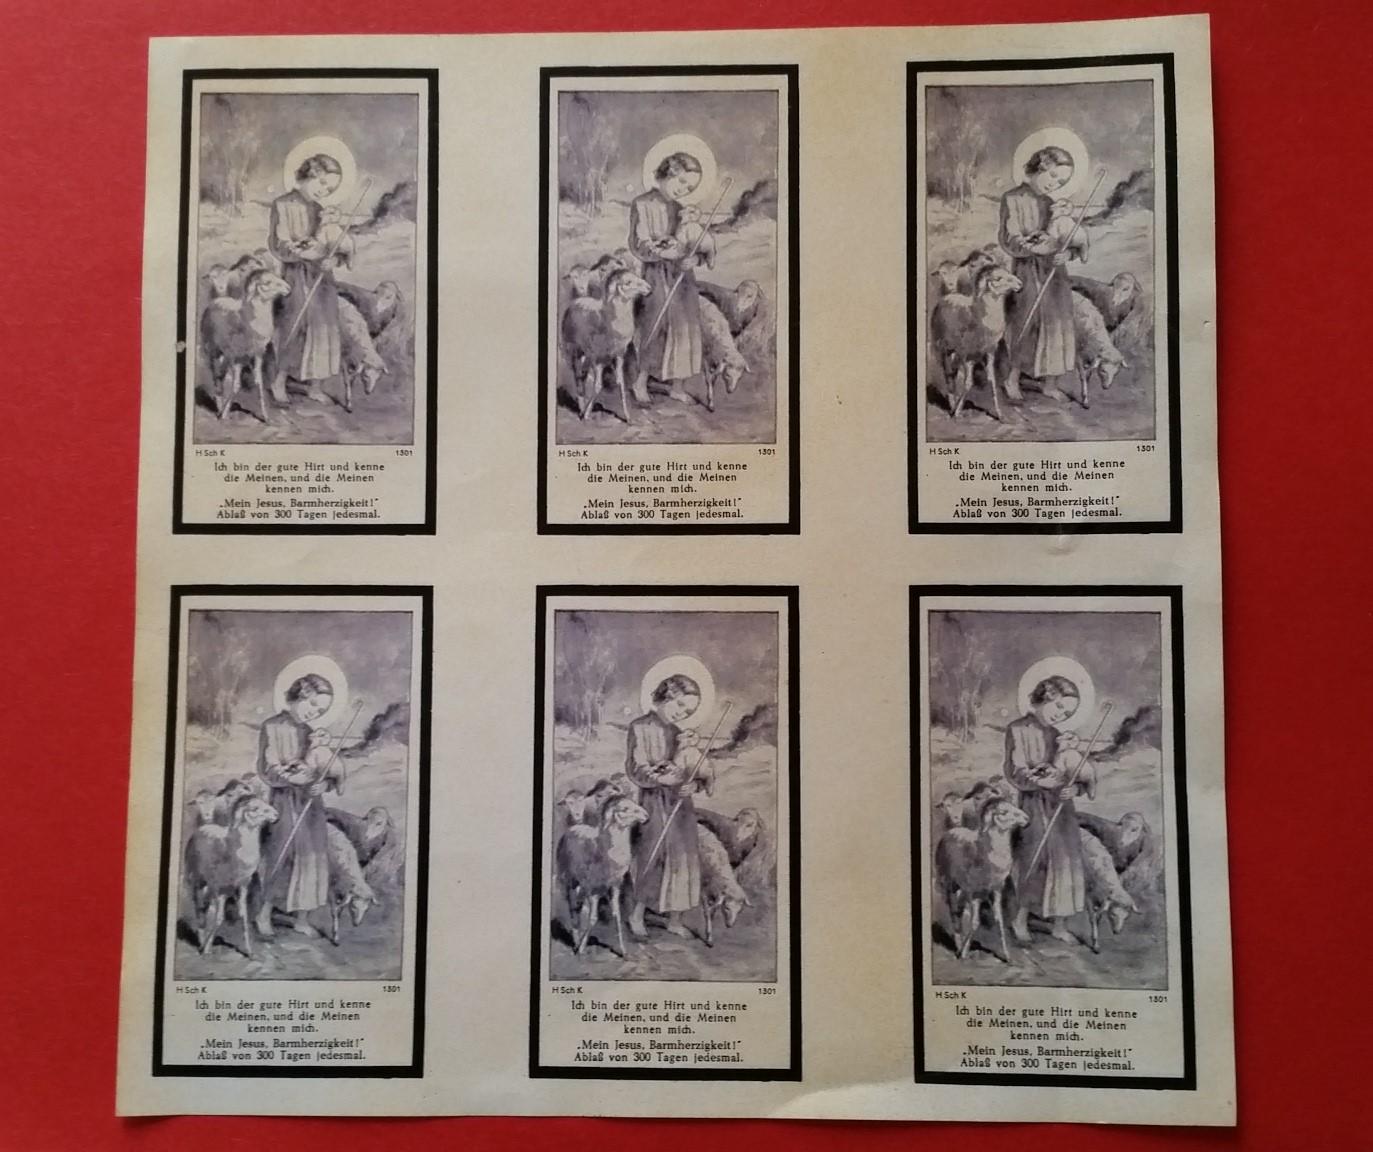 H Sch K 1301
Ich bin der gute Hirt und kenne
die Meinen, und die Meinen
kennen mich.
„Mein Jesus, Barmherzigkeit!"
Ablaß von 300 Tagen jedesmal.
H Sch K 1301
Ich bin der gute Hirt und kenne
die Meinen, und die Meinen
kennen mich.
„Mein Jesus, Barmherzigkeit!"
Ablaß von 300 Tagen jedesmal.
H Sch K 1301
Ich bin der gute Hirt und kenne
die Meinen, und die Meinen
kennen mich.
„Mein Jesus, Barmherzigkeit!"
Ablaß von 300 Tagen jedesmal.
H Sch K 1301
Ich bin der gute Hirt und kenne
die Meinen, und die Meinen
kennen mich.
„Mein Jesus, Barmherzigkeit!"
Ablaß von 300 Tagen jedesmal.
H Sch K 1301
Ich bin der gute Hirt und kenne
die Meinen, und die Meinen
kennen mich.
„Mein Jesus, Barmherzigkeit!"
Ablaß von 300 Tagen jedesmal.
H Sch K 1301
Ich bin der gute Hirt und kenne
die Meinen, und die Meinen
kennen mich.
„Mein Jesus, Barmherzigkeit!"
Ablaß von 300 Tagen jedesmal.